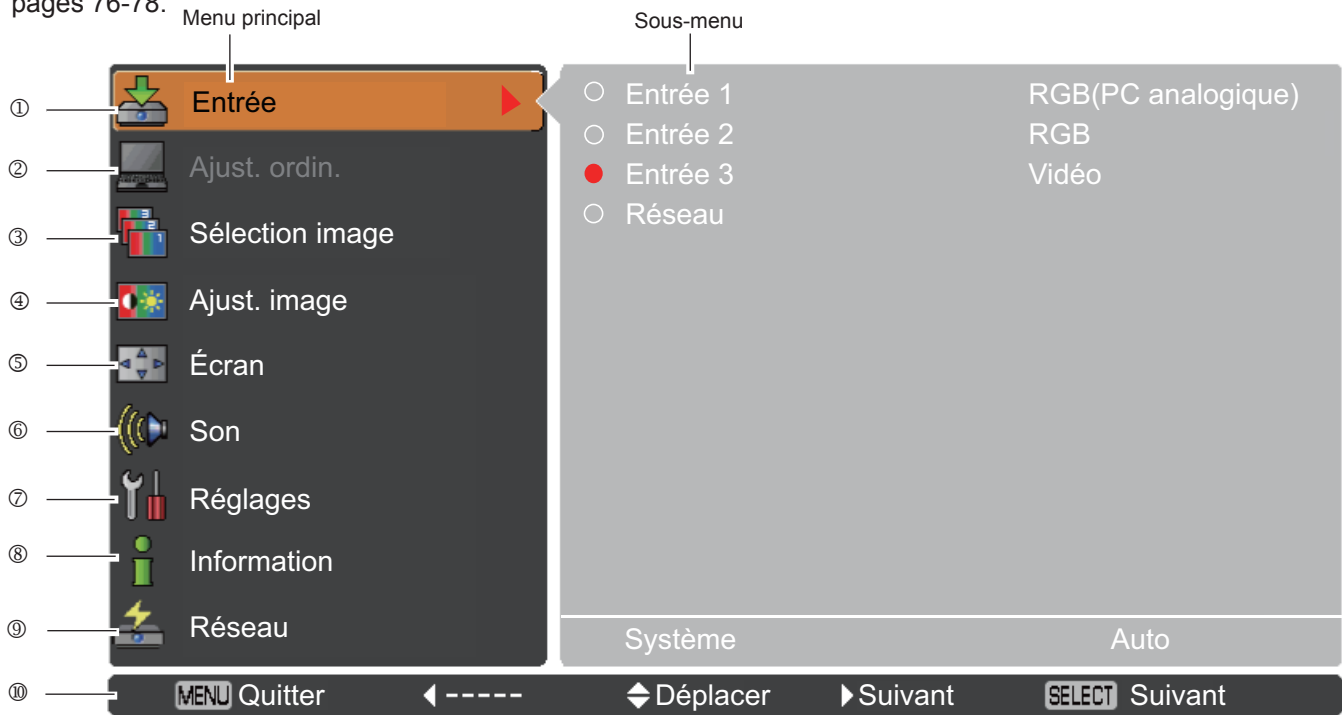 pages 76-78.
Menu principal
Sous-menu
① Entrée
② Ajust. ordin.
③ Sélection image
④ Ajust. image
⑤ Écran
⑥ Son
⑦ Réglages
⑧ Information
⑨ Réseau
Entrée 1 RGB(PC analogique)
Entrée 2 RGB
Entrée 3 Vidéo
Réseau
Système Auto
⑩ MENU Quitter ----- Déplacer Suivant SELECT Suivant